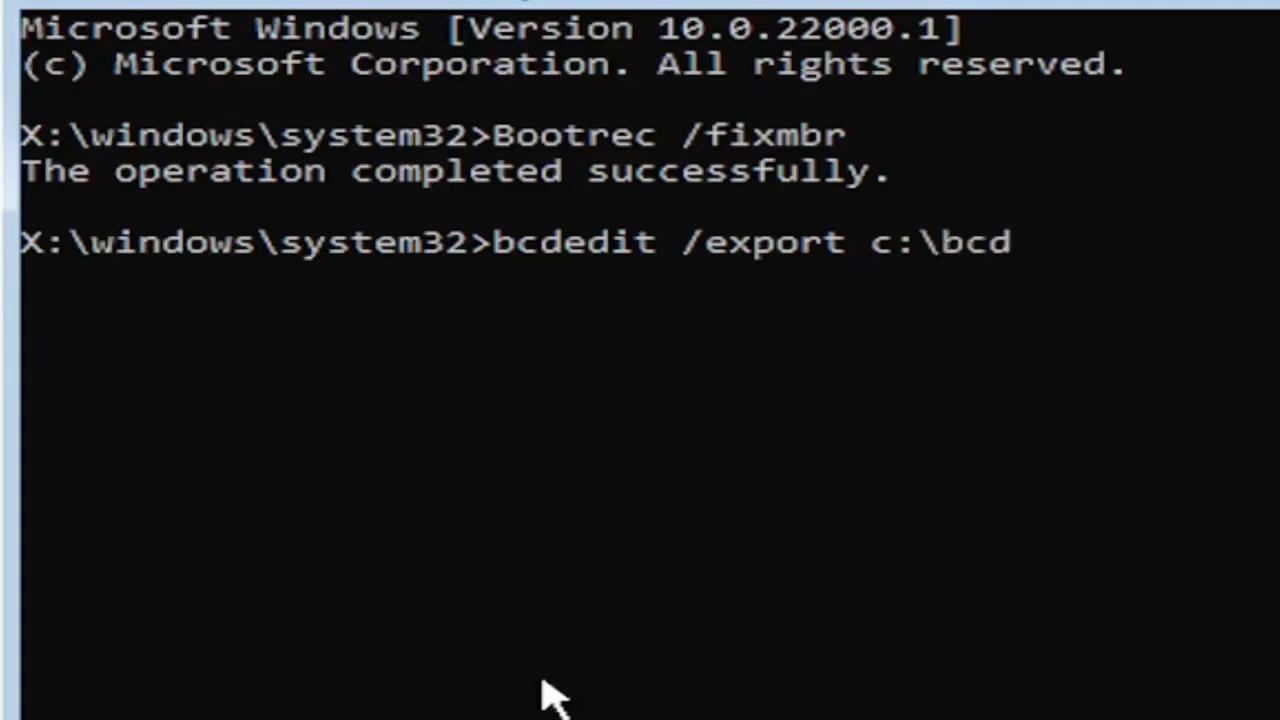 Microsoft Windows [Version 10.0.22000.1]
(c) Microsoft Corporation. All rights reserved.
X:\windows\system32>Bootrec /fixmbr
The operation completed successfully.
X:\windows\system32>bcdedit /export c:\bcd